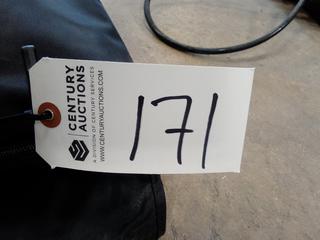 CENTURY
AUCTIONS
A DIVISION OF CENTURY SERVICES
WWW.CENTURYAUCTIONS.COM
171